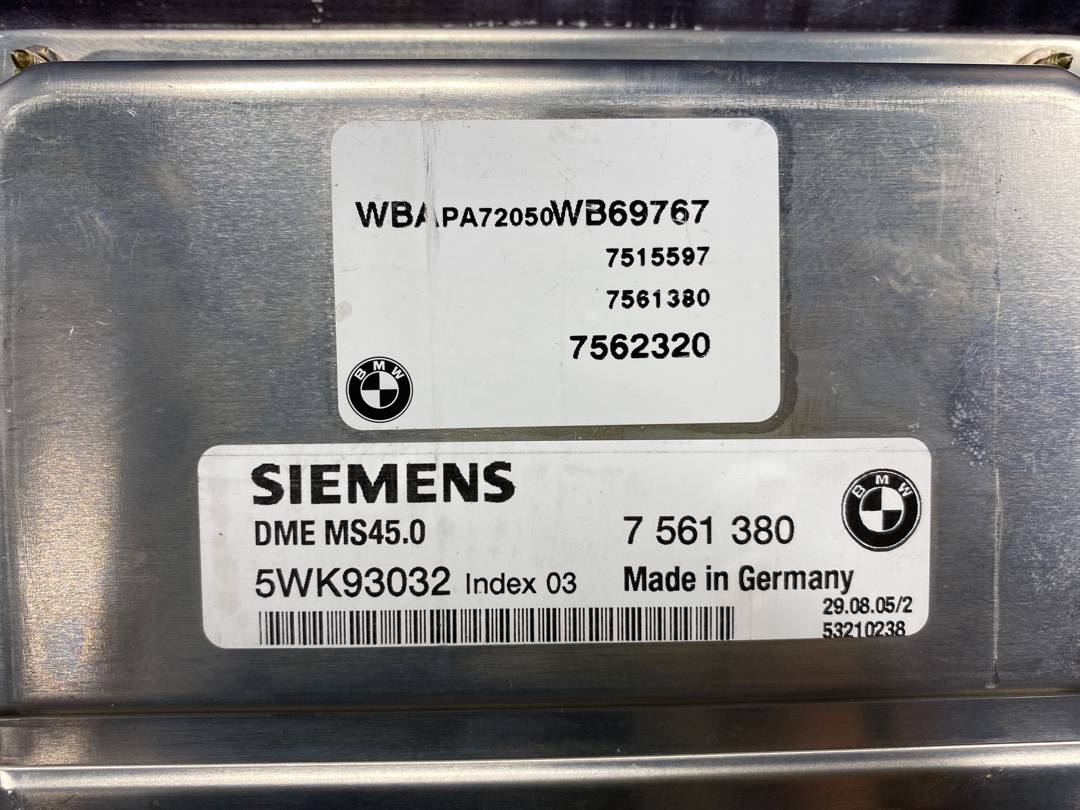 WBAPA72050WB69767
7515597
7561380
7562320
BMW
SIEMENS
BMW
DME MS45.0 7 561 380
5WK93032 Index 03 Made in Germany
29.08.05/2
53210238